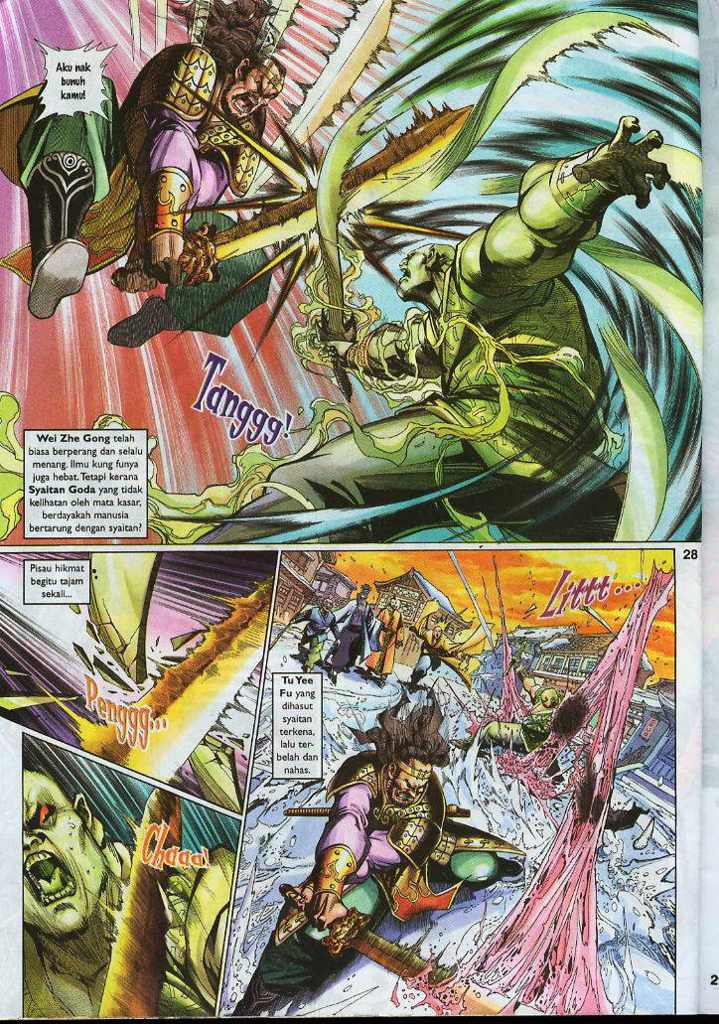 Aku nak
bunuh
kamu!
Tanggg!
Wei Zhe Gong telah
biasa berperang dan selalu
menang. Ilmu kung funya
juga hebat. Tetapi kerana
Syaitan Goda yang tidak
kelihatan oleh mata kasar,
berdayakah manusia
bertarung dengan syaitan?
28
Pisau hikmat
begitu tajam
sekali...
Penggg...
Chaaa!
Littt...
Tu Yee
Fu yang
dihasut
syaitan
terkena,
lalu ter-
belah dan
nahas.